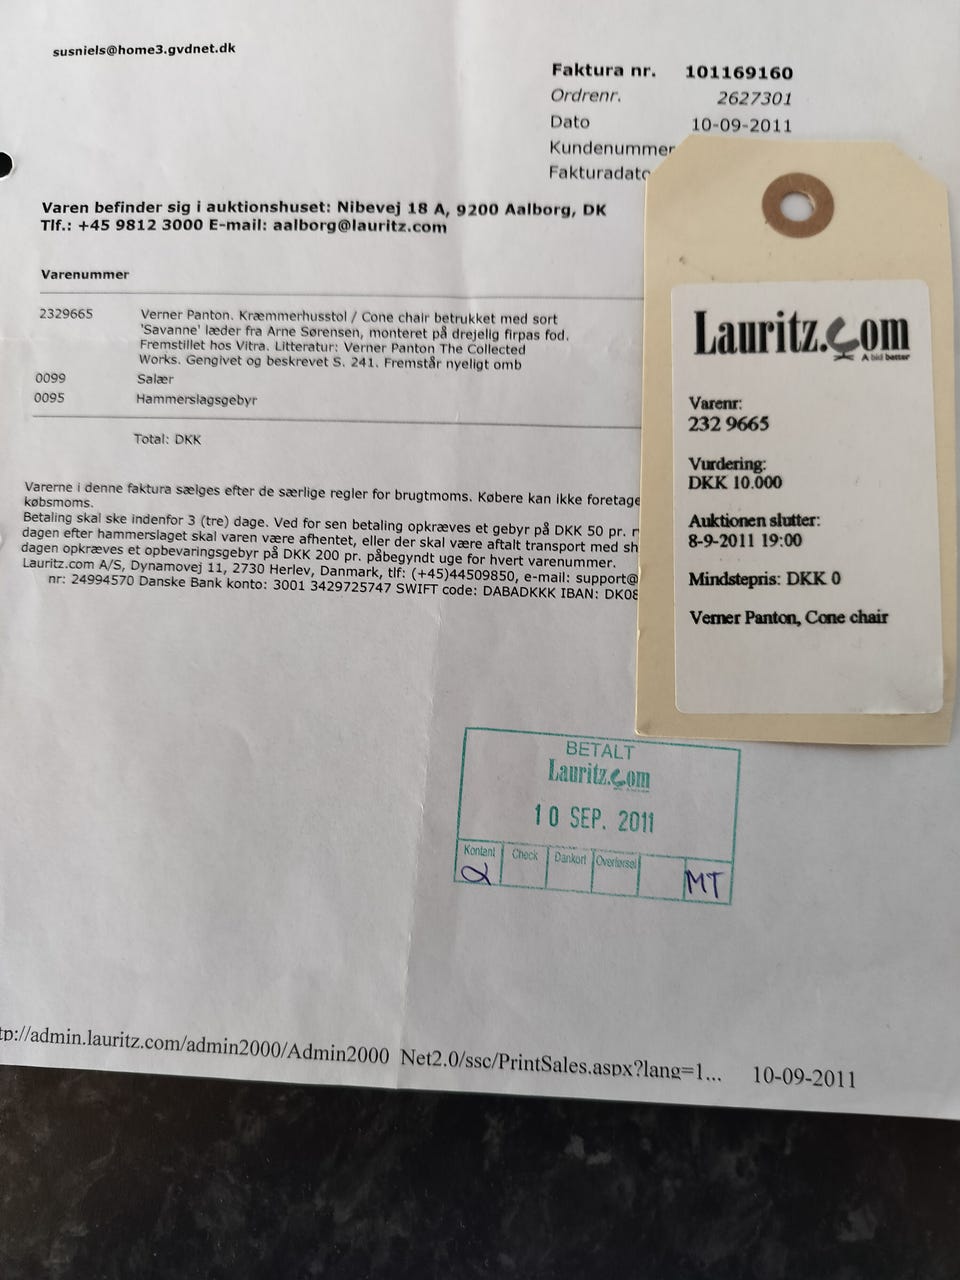 susniels@home3.gvdnet.dk
Faktura nr. 101169160
Ordrenr. 2627301
Dato 10-09-2011
Kundenummer
Fakturadato
Varen befinder sig i auktionshuset: Nibevej 18 A, 9200 Aalborg, DK
Tlf.: +45 9812 3000 E-mail: aalborg@lauritz.com
Varenummer
2329665 Verner Panton. Kræmmerhusstol / Cone chair betrukket med sort
'Savanne' læder fra Arne Sørensen, monteret på drejelig firpas fod.
Fremstillet hos Vitra. Litteratur: Verner Panton The Collected
Works. Gengivet og beskrevet S. 241. Fremstår nyeligt omb
0099 Salær
0095 Hammerslagsgebyr
Total: DKK
Varerne i denne faktura sælges efter de særlige regler for brugtmoms. Købere kan ikke foretage
købsmoms.
Betaling skal ske indenfor 3 (tre) dage. Ved for sen betaling opkræves et gebyr på DKK 50 pr.
dagen efter hammerslaget skal varen være afhentet, eller der skal være aftalt transport med sh
dagen opkræves et opbevaringsgebyr på DKK 200 pr. påbegyndt uge for hvert varenummer.
Lauritz.com A/S, Dynamovej 11, 2730 Herlev, Danmark, tlf: (+45)44509850, e-mail: support@
nr: 24994570 Danske Bank konto: 3001 3429725747 SWIFT code: DABADKKK IBAN: DK08
Lauritz.com
A bid better
Varenr:
232 9665
Vurdering:
DKK 10.000
Auktionen slutter:
8-9-2011 19:00
Mindstepris: DKK 0
Verner Panton, Cone chair
BETALT
Lauritz.com
10 SEP. 2011
Kontant Check Dankort Overførsel
MT
tp://admin.lauritz.com/admin2000/Admin2000 Net2.0/ssc/PrintSales.aspx?lang=1... 10-09-2011